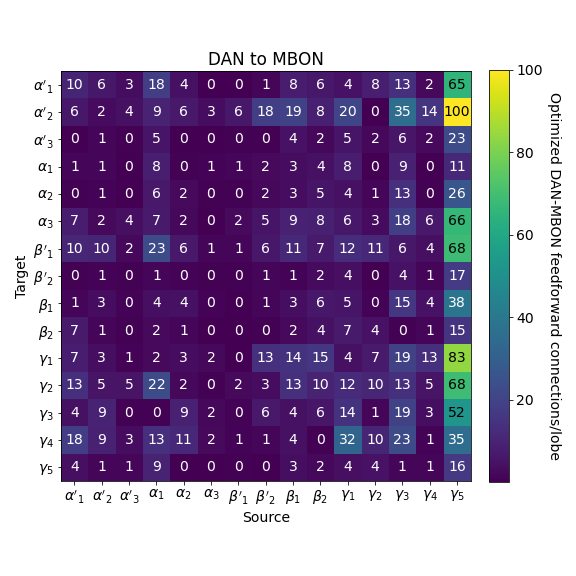 DAN to MBON
α'1 10 6 3 18 4 0 0 1 8 6 4 8 13 2 65
α'2 6 2 4 9 6 3 6 18 19 8 20 0 35 14 100
α'3 0 1 0 5 0 0 0 0 4 2 5 2 6 2 23
α1 1 1 0 8 0 1 1 2 3 4 8 0 9 0 11
α2 0 1 0 6 2 0 0 2 3 5 4 1 13 0 26
α3 7 2 4 7 2 0 2 5 9 8 6 3 18 6 66
β'1 10 10 2 23 6 1 1 6 11 7 12 11 6 4 68
β'2 0 1 0 1 0 0 0 1 1 2 4 0 4 1 17
β1 1 3 0 4 4 0 0 1 3 6 5 0 15 4 38
β2 7 1 0 2 1 0 0 0 2 4 7 4 0 1 15
γ1 7 3 1 2 3 2 0 13 14 15 4 7 19 13 83
γ2 13 5 5 22 2 0 2 3 13 10 12 10 13 5 68
γ3 4 9 0 0 9 2 0 6 4 6 14 1 19 3 52
γ4 18 9 3 13 11 2 1 1 4 0 32 10 23 1 35
γ5 4 1 1 9 0 0 0 0 3 2 4 4 1 1 16
α'1 α'2 α'3 α1 α2 α3 β'1 β'2 β1 β2 γ1 γ2 γ3 γ4 γ5
Source
Target
100
80
60
40
20
Optimized DAN-MBON feedforward connections/lobe